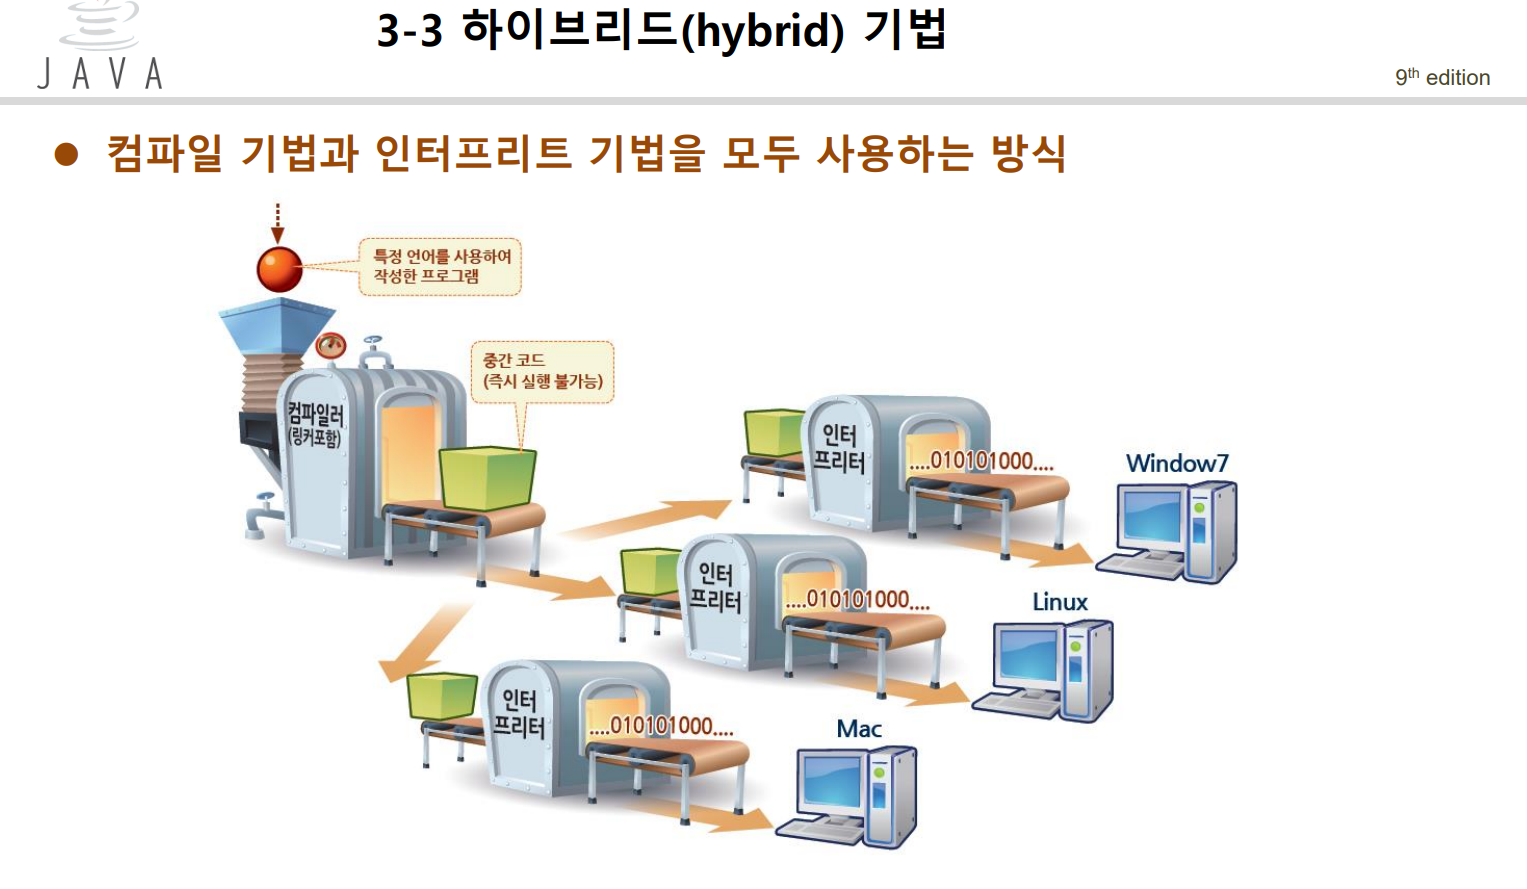 3-3 하이브리드(hybrid) 기법
JAVA
9th edition
● 컴파일 기법과 인터프리트 기법을 모두 사용하는 방식
특정 언어를 사용하여
작성한 프로그램
중간 코드
(즉시 실행 불가능)
컴파일러
(링커포함)
인터
프리터
....010101000....
Window7
인터
프리터
....010101000....
Linux
인터
프리터
....010101000....
Mac